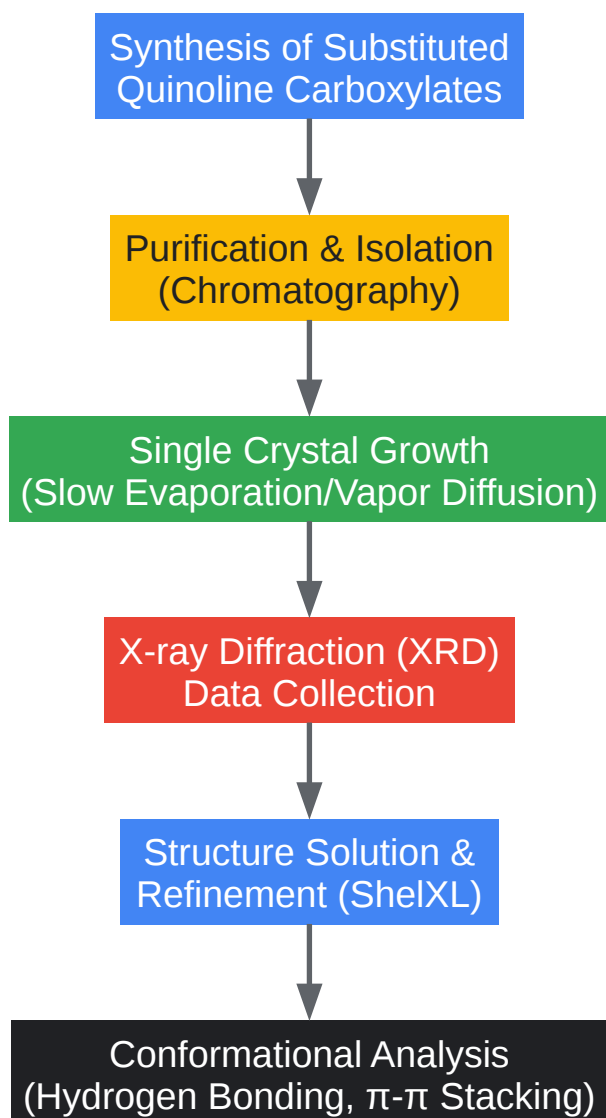 Synthesis of Substituted
Quinoline Carboxylates
Purification & Isolation
(Chromatography)
Single Crystal Growth
(Slow Evaporation/Vapor Diffusion)
X-ray Diffraction (XRD)
Data Collection
Structure Solution &
Refinement (ShelXL)
Conformational Analysis
(Hydrogen Bonding, π-π Stacking)